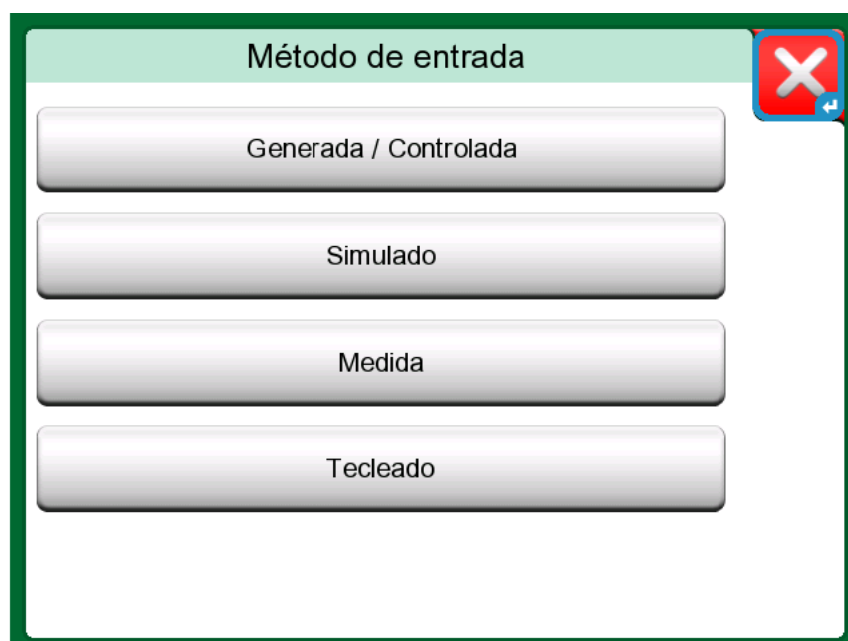 Método de entrada
Generada / Controlada
Simulado
Medida
Tecleado